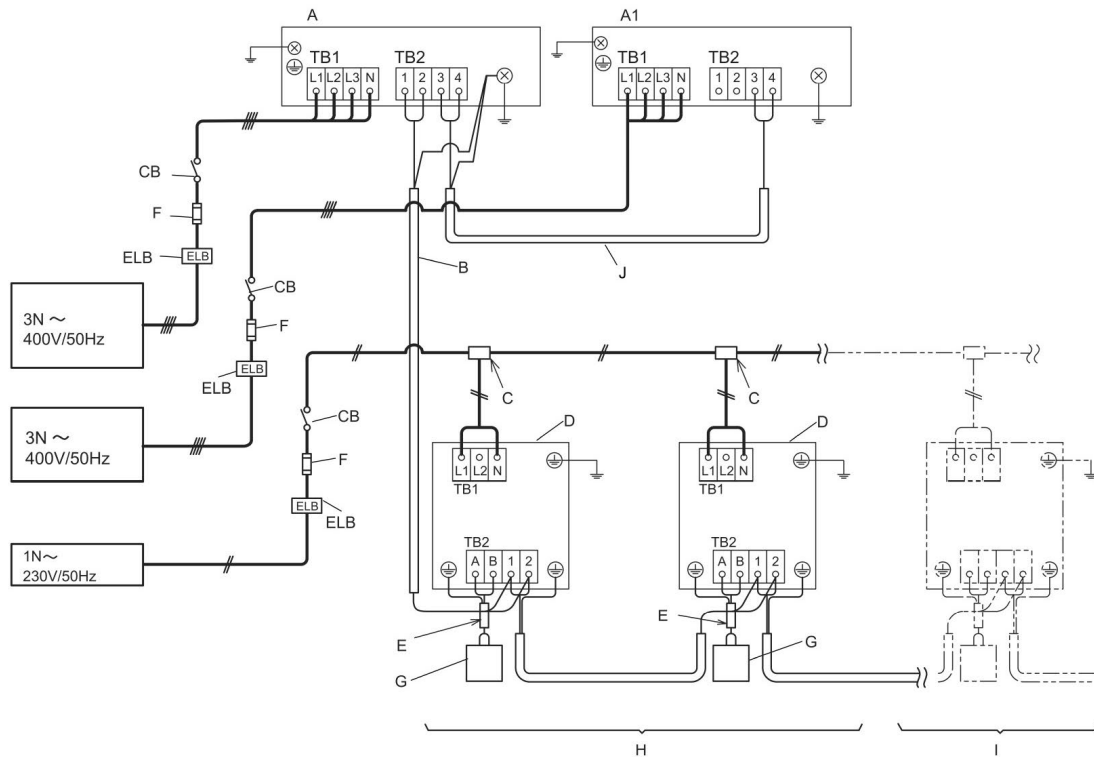 A
A1
TB1
TB2
TB1
TB2
L1 L2 L3 N
1 2 3 4
L1 L2 L3 N
1 2 3 4
CB
F
ELB
ELB
B
J
CB
F
ELB
ELB
3N ~
400V/50Hz
C
C
CB
D
D
3N ~
400V/50Hz
F
L1 L2 N
TB1
L1 L2 N
TB1
ELB
ELB
1N~
230V/50Hz
TB2
A B 1 2
TB2
A B 1 2
E
E
G
G
H
I